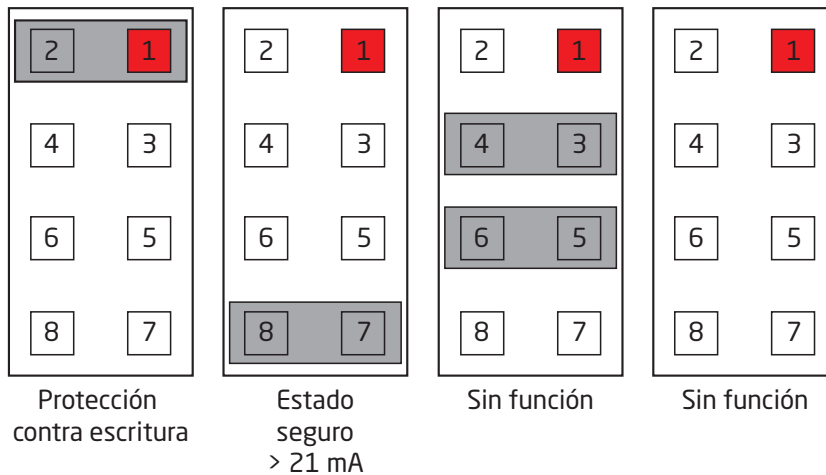 2 1 2 1 2 1 2 1
4 3 4 3 4 3 4 3
6 5 6 5 6 5 6 5
8 7 8 7 8 7 8 7
Protección
contra escritura
Estado
seguro
> 21 mA
Sin función
Sin función